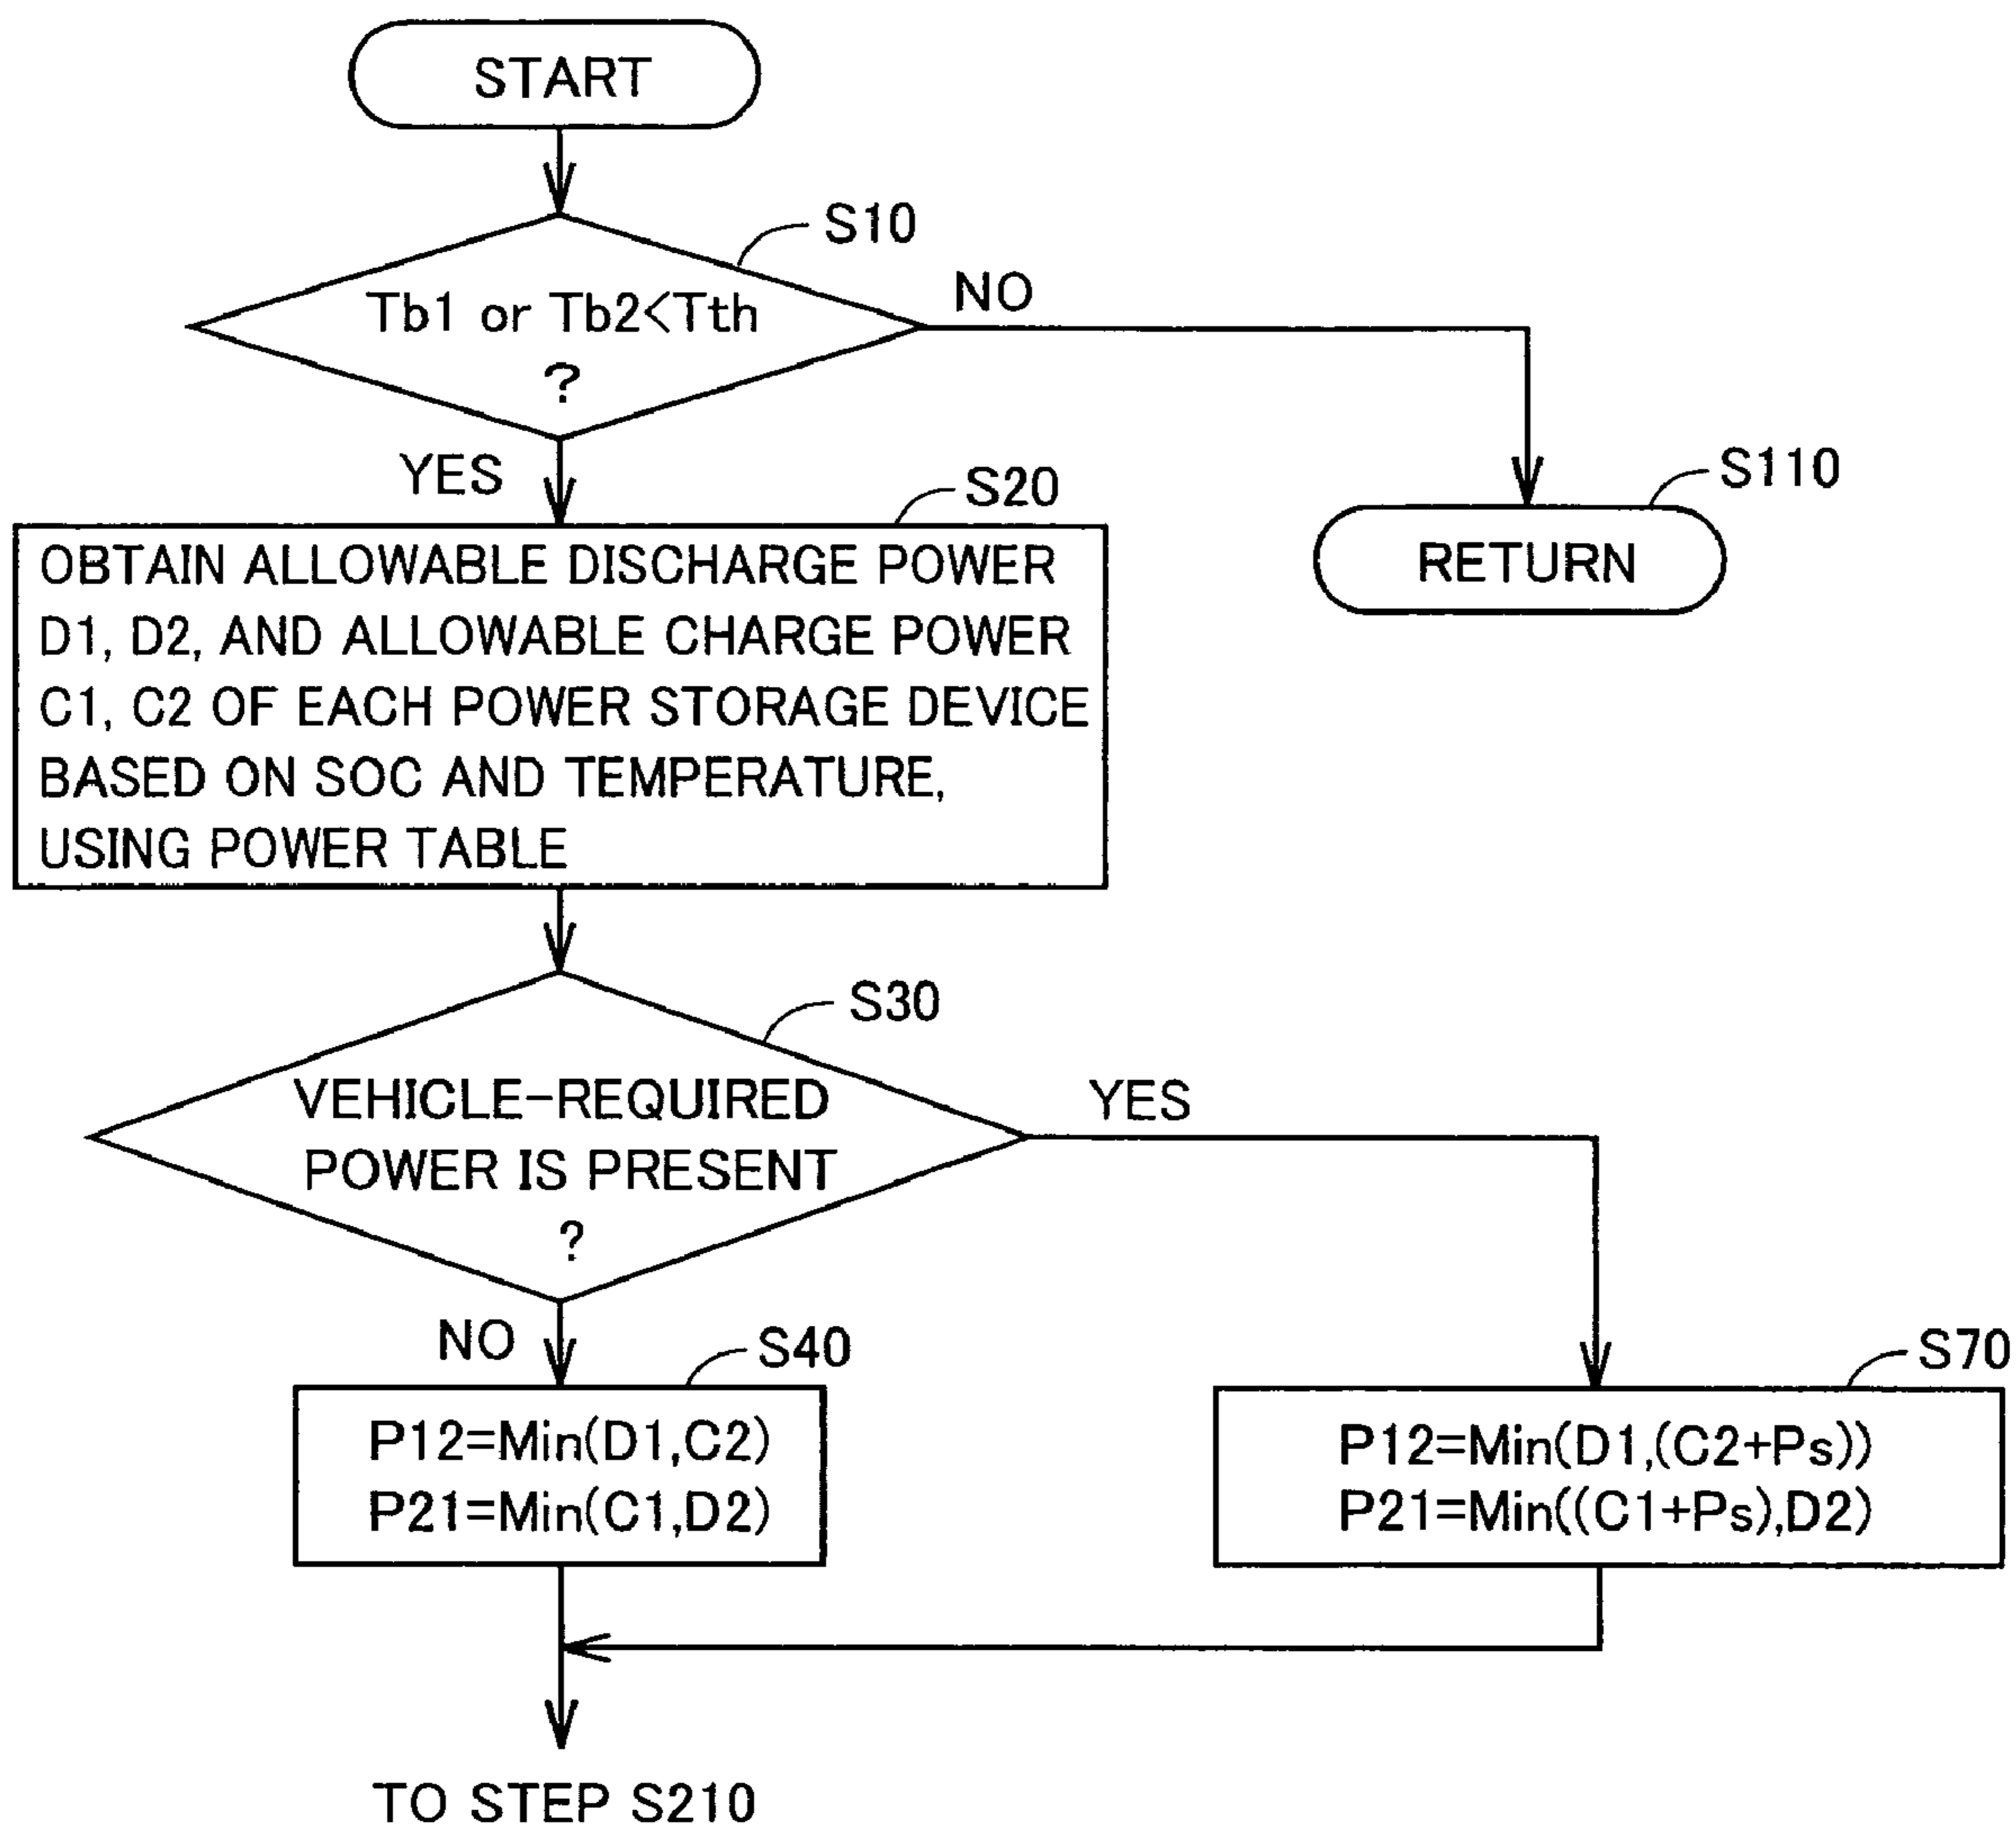 START
S10
Tb1 or Tb2<Tth
?
NO
YES
S110
RETURN
S20
OBTAIN ALLOWABLE DISCHARGE POWER
D1, D2, AND ALLOWABLE CHARGE POWER
C1, C2 OF EACH POWER STORAGE DEVICE
BASED ON SOC AND TEMPERATURE,
USING POWER TABLE
S30
VEHICLE-REQUIRED
POWER IS PRESENT
?
YES
NO
S40
P12=Min(D1,C2)
P21=Min(C1,D2)
S70
P12=Min(D1,(C2+Ps))
P21=Min((C1+Ps),D2)
TO STEP S210